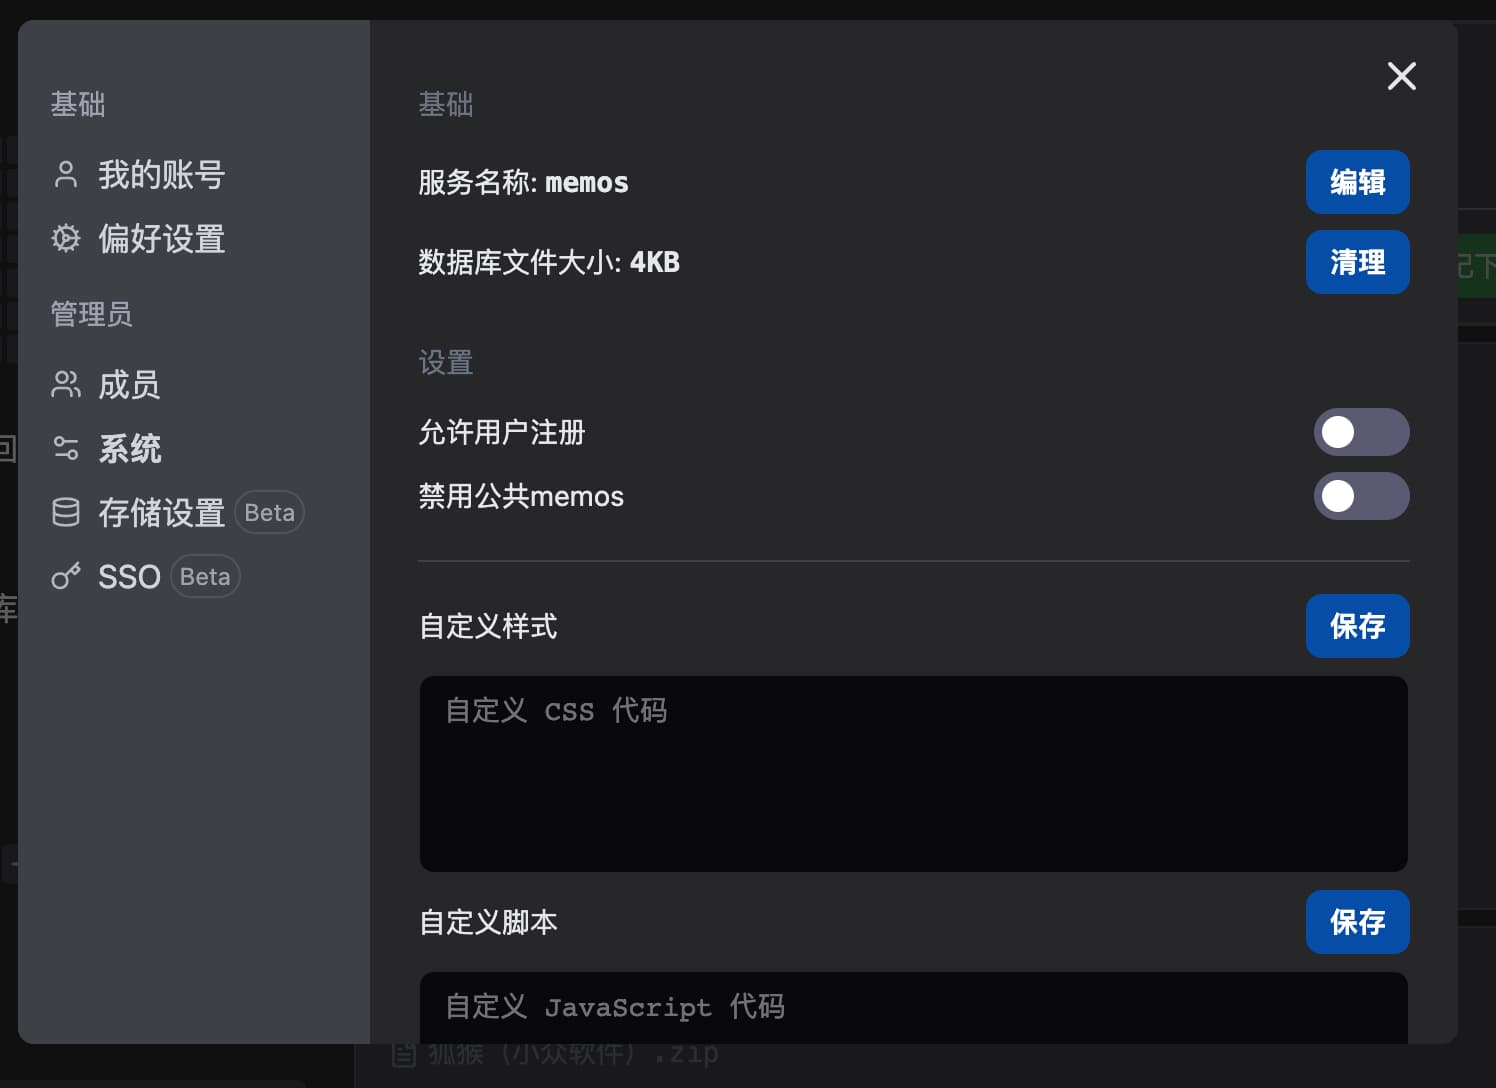 基础
我的账号
偏好设置
管理员
成员
系统
存储设置 Beta
SSO Beta
基础
服务名称: memos
编辑
数据库文件大小: 4KB
清理
设置
允许用户注册
禁用公共memos
自定义样式
保存
自定义 CSS 代码
自定义脚本
保存
自定义 JavaScript 代码
记下
回
库
狐猴（小众软件）.zip